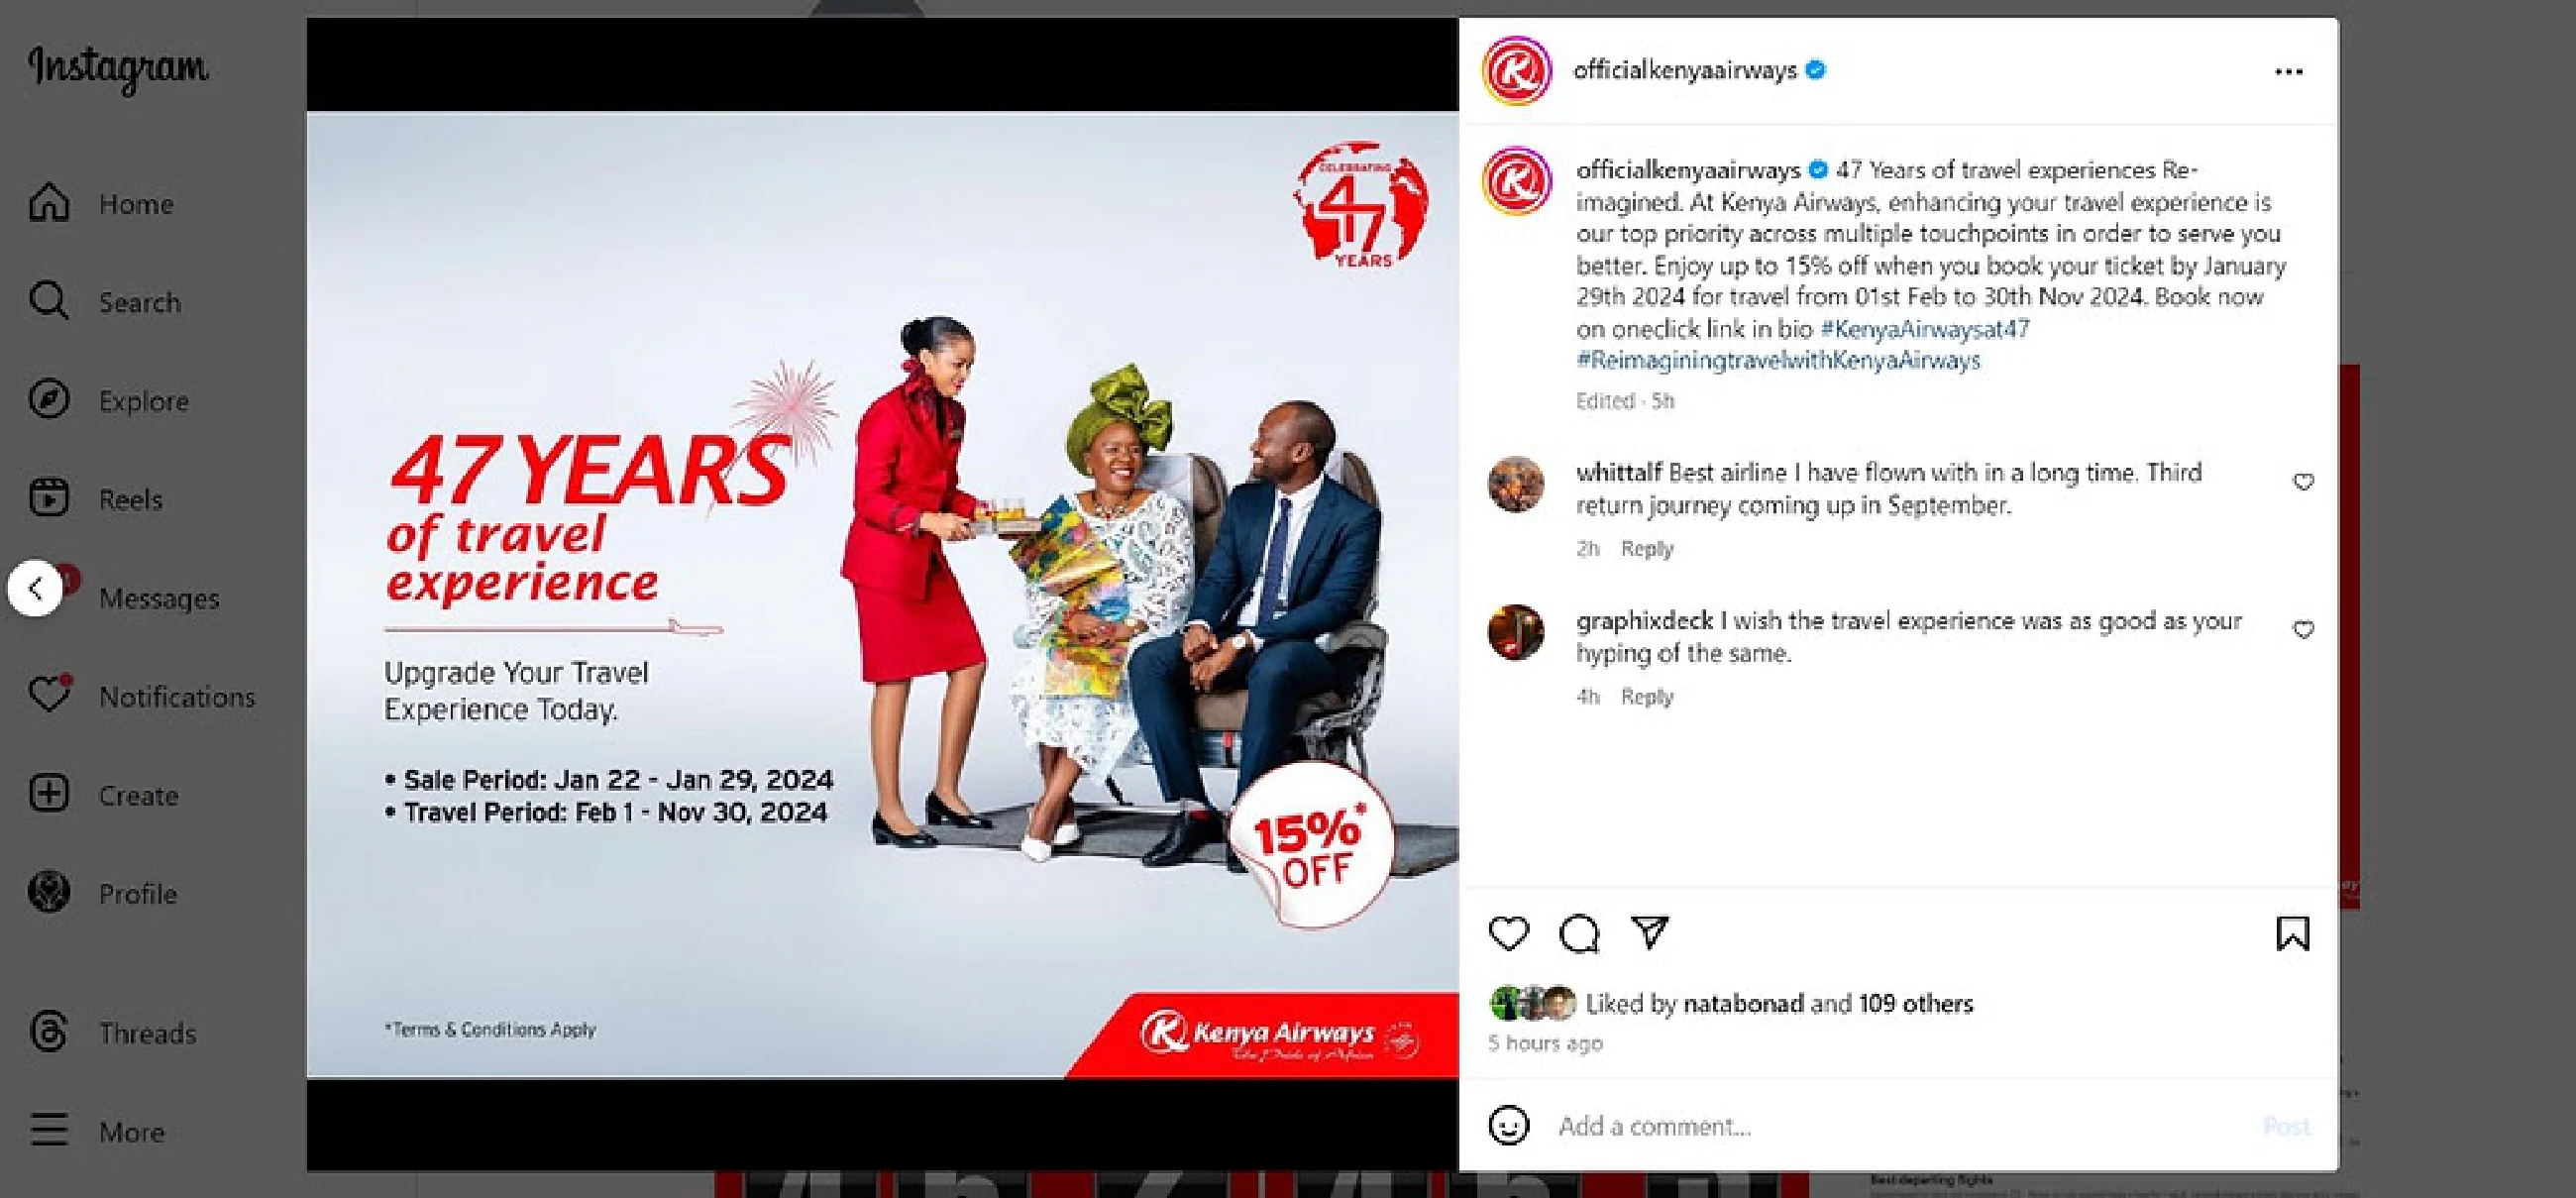 Instagram
Home
Search
Explore
Reels
Messages
Notifications
Create
Profile
Threads
More
CELEBRATING
47
YEARS
47 YEARS
of travel
experience
Upgrade Your Travel
Experience Today.
• Sale Period: Jan 22 - Jan 29, 2024
• Travel Period: Feb 1 - Nov 30, 2024
15%*
OFF
*Terms & Conditions Apply
Kenya Airways
The Pride of Africa
officialkenyaairways
officialkenyaairways 47 Years of travel experiences Re-
imagined. At Kenya Airways, enhancing your travel experience is
our top priority across multiple touchpoints in order to serve you
better. Enjoy up to 15% off when you book your ticket by January
29th 2024 for travel from 01st Feb to 30th Nov 2024. Book now
on oneclick link in bio #KenyaAirwaysat47
#ReimaginingtravelwithKenyaAirways
Edited · 5h
whittalf Best airline I have flown with in a long time. Third
return journey coming up in September.
2h Reply
graphixdeck I wish the travel experience was as good as your
hyping of the same.
4h Reply
Liked by natabonad and 109 others
5 hours ago
Add a comment...
Post
Best departing flights